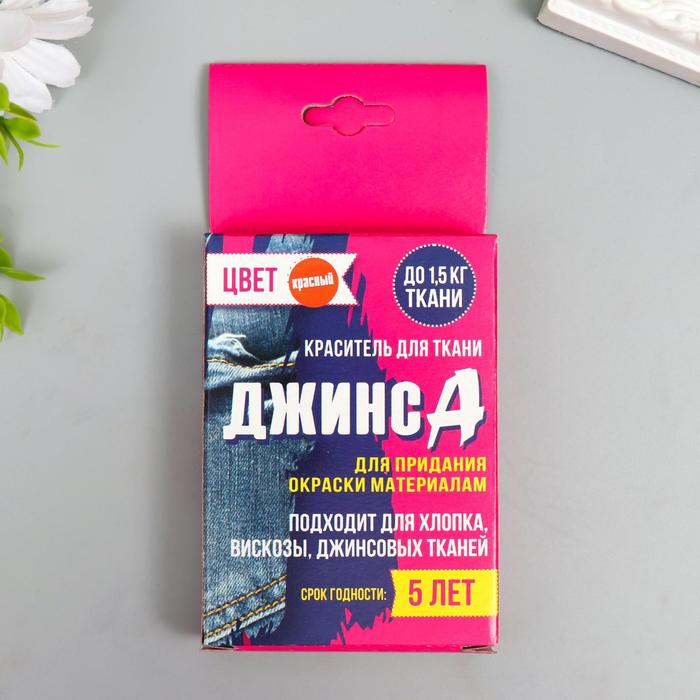 ЦВЕТ красный
ДО 1,5 КГ
ТКАНИ
КРАСИТЕЛЬ ДЛЯ ТКАНИ
ДЖИНСА
ДЛЯ ПРИДАНИЯ
ОКРАСКИ МАТЕРИАЛАМ
ПОДХОДИТ ДЛЯ ХЛОПКА,
ВИСКОЗЫ, ДЖИНСОВЫХ ТКАНЕЙ
СРОК ГОДНОСТИ: 5 ЛЕТ